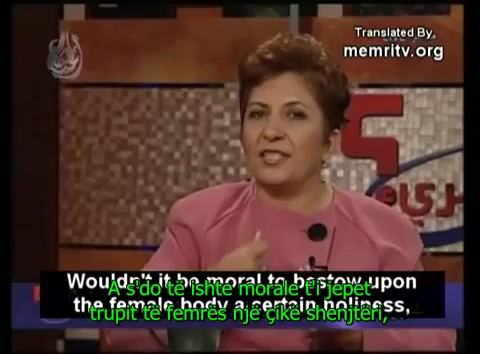 Translated By
memritv.org
Wouldn't it be moral to bestow upon
the female body a certain holiness,
A s'do të ishte morale t'i jepet
trupit të femrës një çikë shenjtëri,